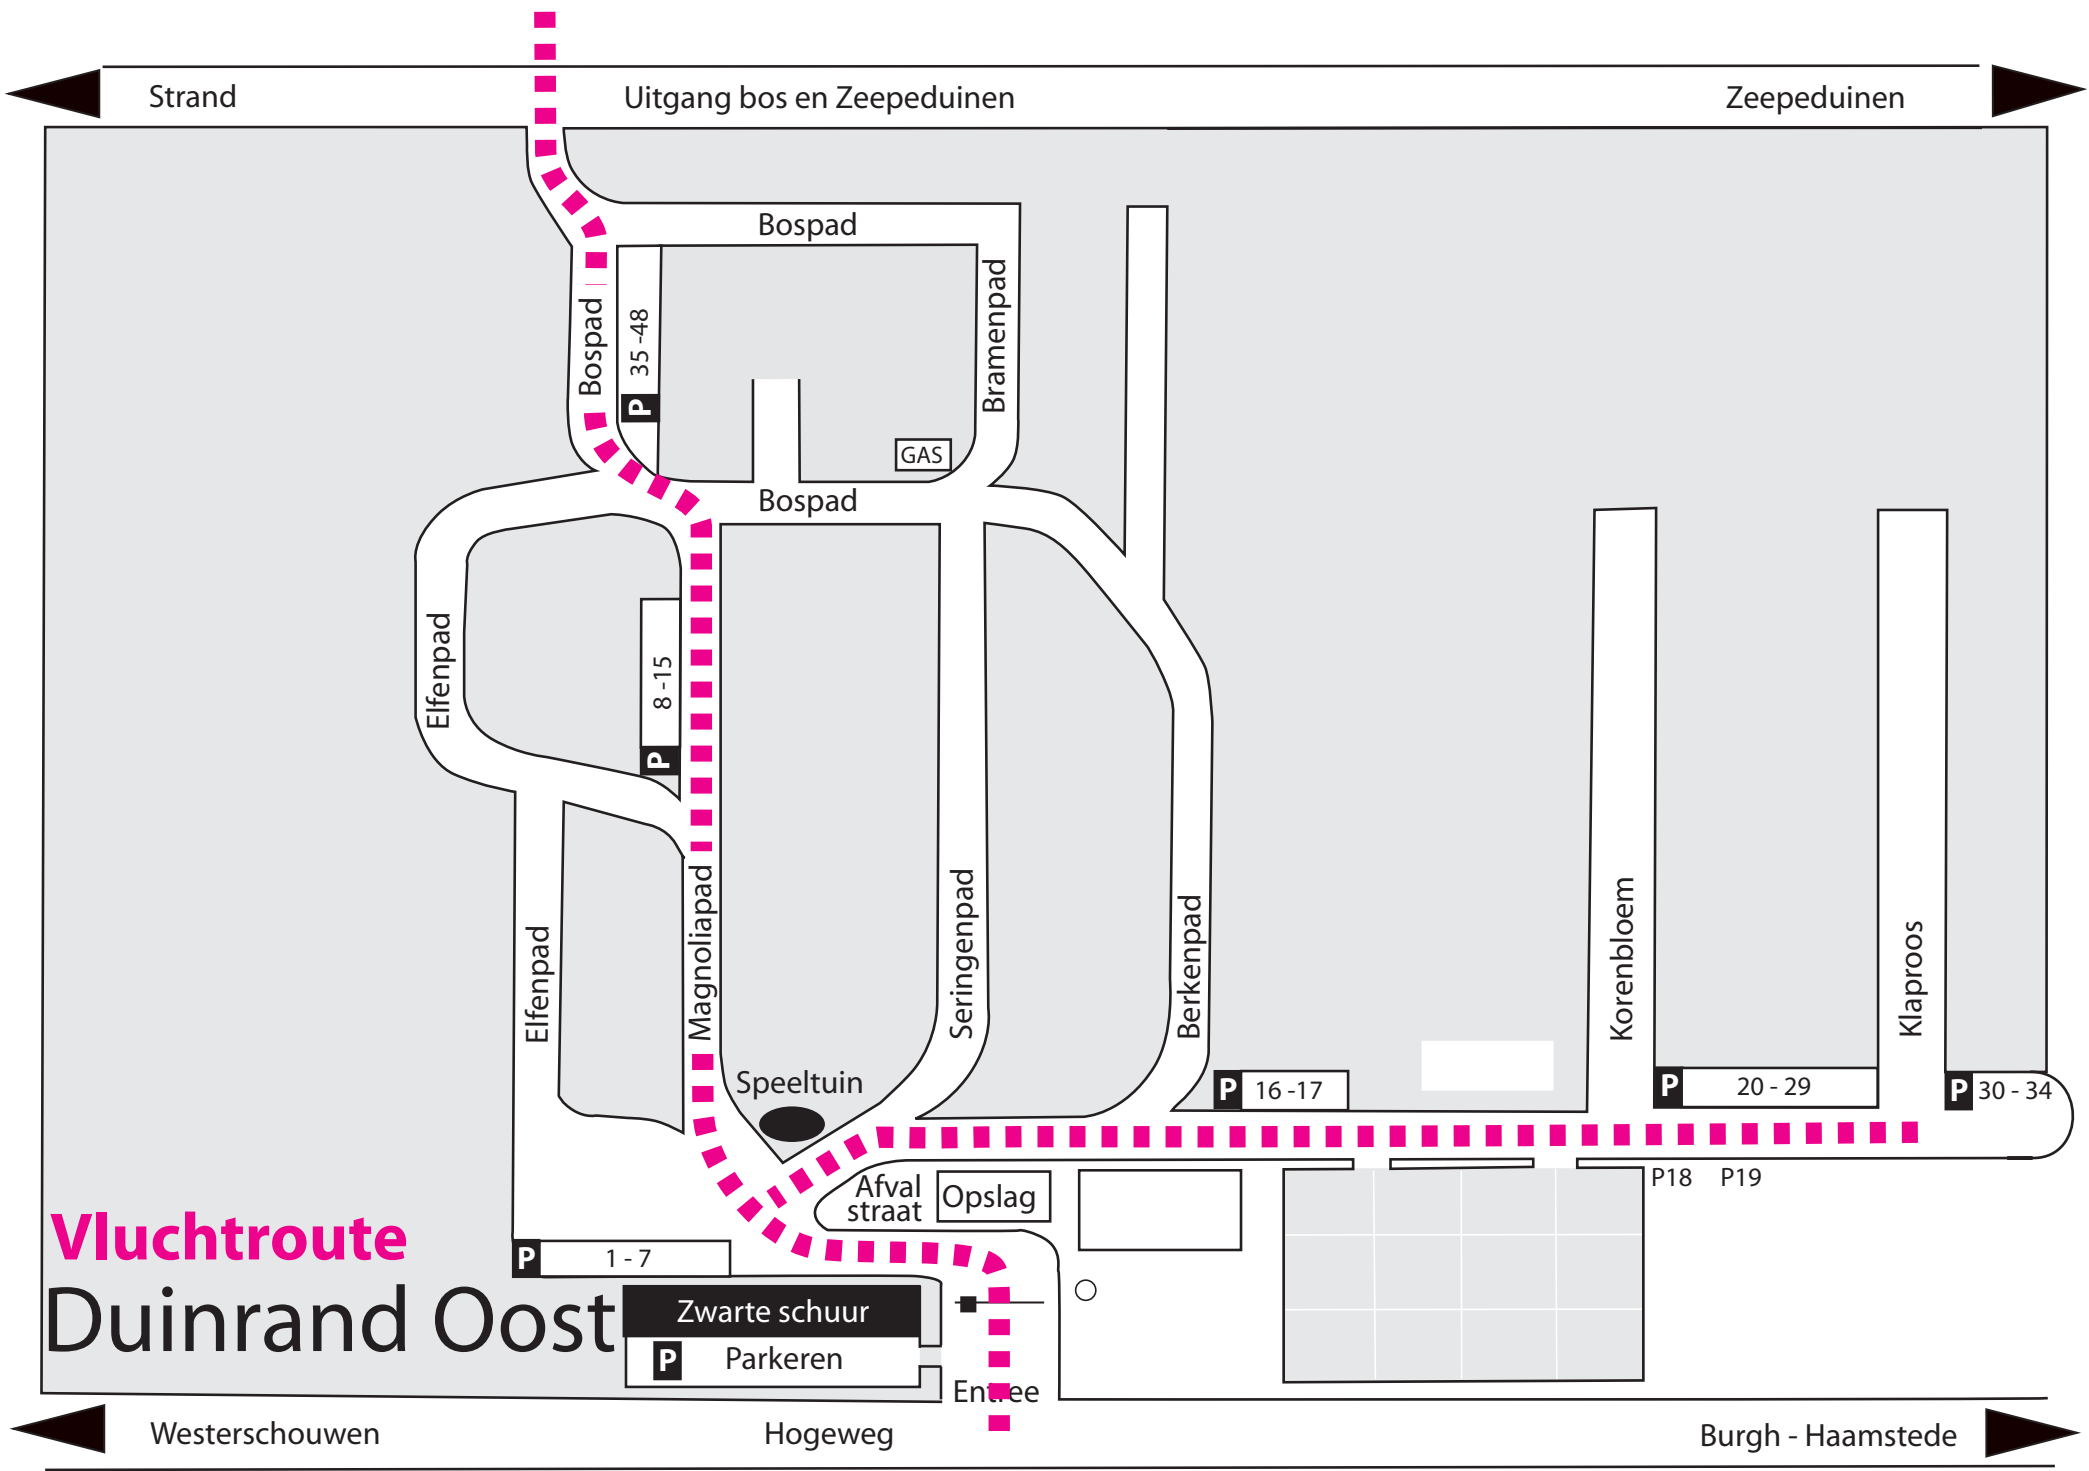 Strand
Uitgang bos en Zeepeduinen
Zeepeduinen
Bospad
Bospad
35 -48
P
Bramenpad
GAS
Bospad
Elfenpad
8 -15
P
Magnoliapad
Elfenpad
Seringenpad
Berkenpad
Korenbloem
Klaproos
Speeltuin
P 16 -17
P 20 - 29
P 30 - 34
P18 P19
Afval
straat
Opslag
Vluchtroute
Duinrand Oost
P 1 - 7
Zwarte schuur
P Parkeren
Entree
Westerschouwen
Hogeweg
Burgh - Haamstede